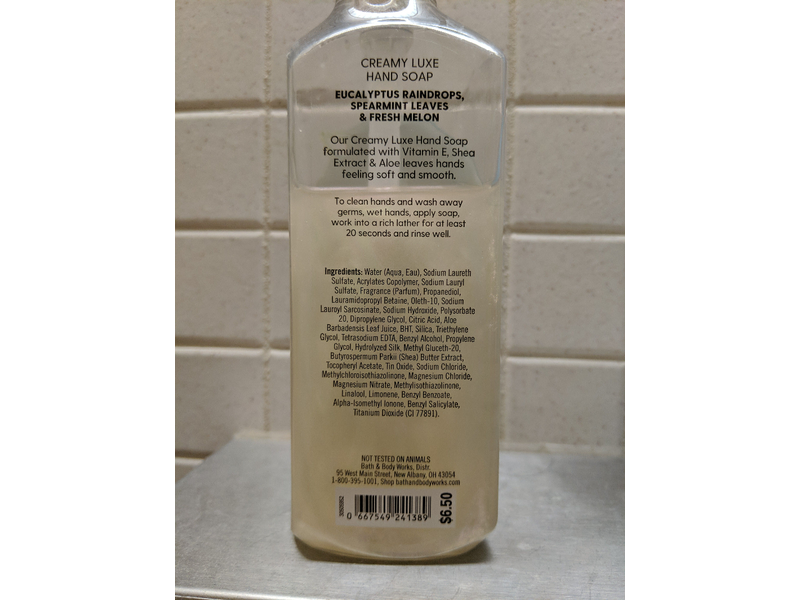 CREAMY LUXE
HAND SOAP
EUCALYPTUS RAINDROPS,
SPEARMINT LEAVES
& FRESH MELON
Our Creamy Luxe Hand Soap
formulated with Vitamin E, Shea
Extract & Aloe leaves hands
feeling soft and smooth.
To clean hands and wash away
germs, wet hands, apply soap,
work into a rich lather for at least
20 seconds and rinse well.
Ingredients: Water (Aqua, Eau), Sodium Laureth
Sulfate, Acrylates Copolymer, Sodium Lauryl
Sulfate, Fragrance (Parfum), Propanediol,
Lauramidopropyl Betaine, Oleth-10, Sodium
Lauroyl Sarcosinate, Sodium Hydroxide, Polysorbate
20, Dipropylene Glycol, Citric Acid, Aloe
Barbadensis Leaf Juice, BHT, Silica, Triethylene
Glycol, Tetrasodium EDTA, Benzyl Alcohol, Propylene
Glycol, Hydrolyzed Silk, Methyl Gluceth-20,
Butyrospermum Parkii (Shea) Butter Extract,
Tocopheryl Acetate, Tin Oxide, Sodium Chloride,
Methylchloroisothiazolinone, Magnesium Chloride,
Magnesium Nitrate, Methylisothiazolinone,
Linalool, Limonene, Benzyl Benzoate,
Alpha-Isomethyl Ionone, Benzyl Salicylate,
Titanium Dioxide (CI 77891).
NOT TESTED ON ANIMALS
Bath & Body Works, Distr.
95 West Main Street, New Albany, OH 43054
1-800-395-1001, Shop bathandbodyworks.com
0 667549 241389
$6.50